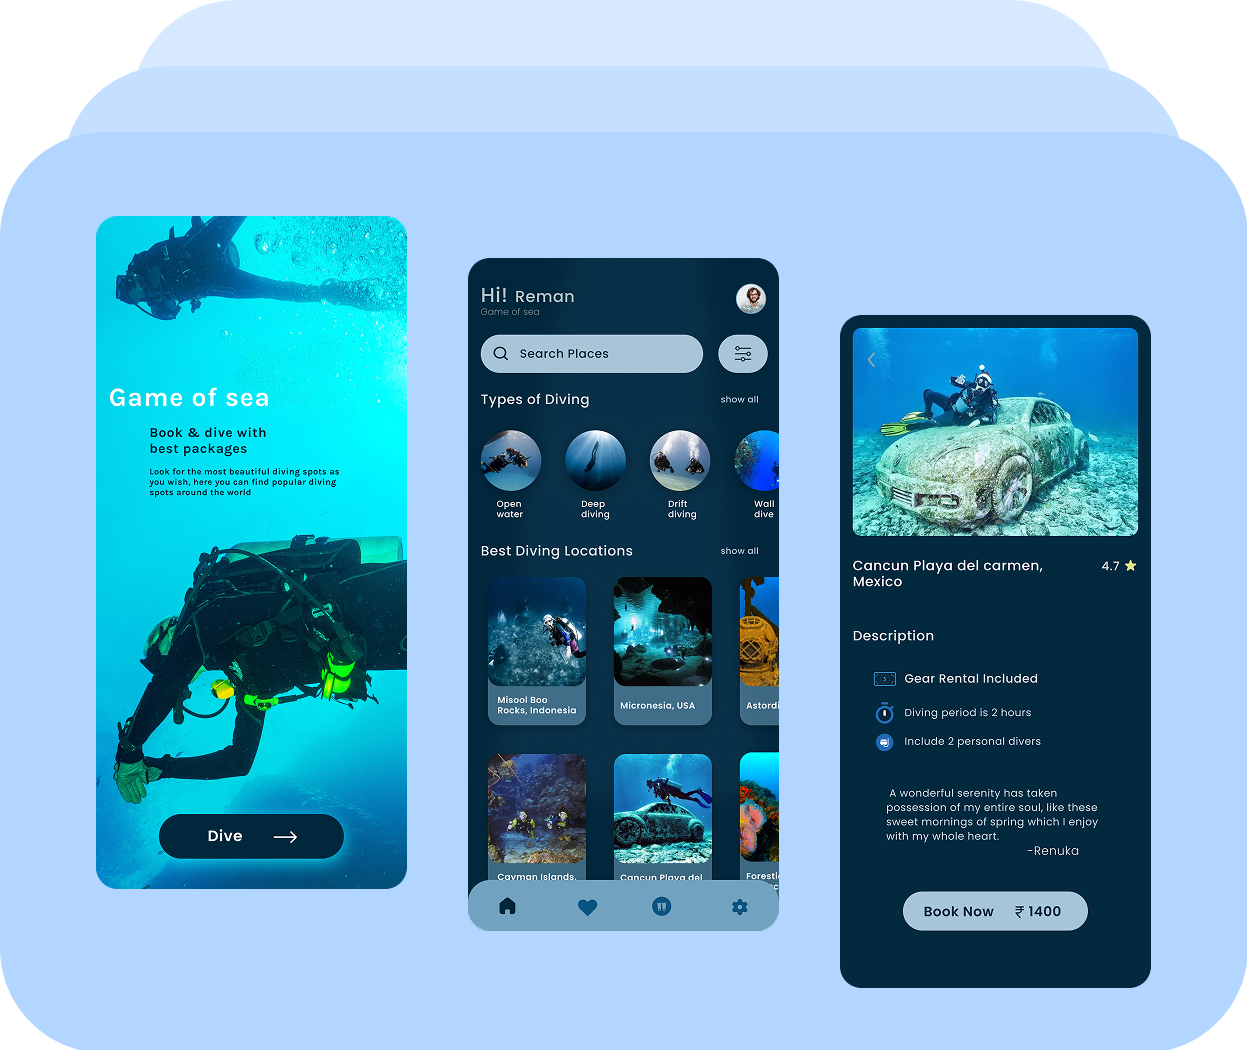 Game of sea
Book & dive with
best packages
Look for the most beautiful diving spots as
you wish, here you can find popular diving
spots around the world
Dive
Hi! Reman
Game of sea
Search Places
Types of Diving show all
Open
water
Deep
diving
Drift
diving
Wall
dive
Best Diving Locations show all
Misool Boo
Rocks, Indonesia
Micronesia, USA
Astordi
Cayman Islands,
Cancun Playa del
Foresti
Cancun Playa del carmen,
Mexico
4.7
Description
Gear Rental Included
Diving period is 2 hours
Include 2 personal divers
A wonderful serenity has taken
possession of my entire soul, like these
sweet mornings of spring which I enjoy
with my whole heart.
-Renuka
Book Now ₹ 1400